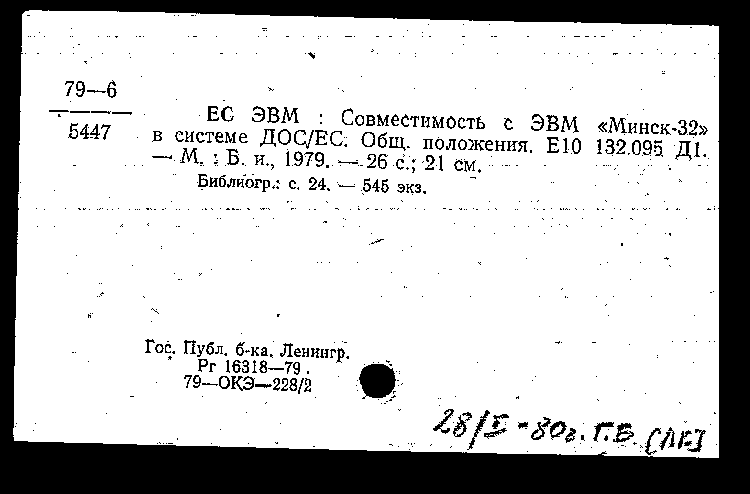 79—6
5447
ЕС ЭВМ : Совместимость с ЭВМ «Минск-32»
в системе ДОС/ЕС. Общ. положения. Е10 132.095 Д1.
— М. : Б. и., 1979. — 26 с.; 21 см.
Библиогр.: с. 24. — 545 экз.
Гос. Публ. б-ка. Ленингр.
Рг 16318—79.
79—ОКЭ—228/2
28/I-80г. Г.Б.